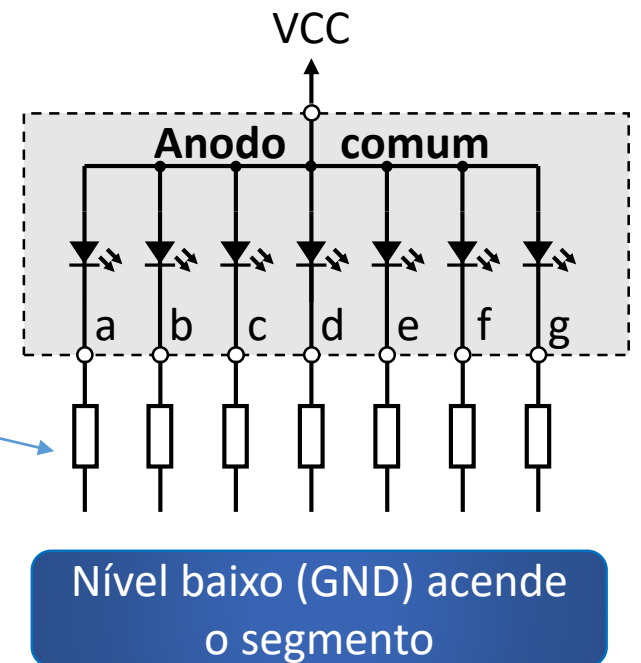 VCC
Anodo comum
a b c d e f g
Nível baixo (GND) acende
o segmento